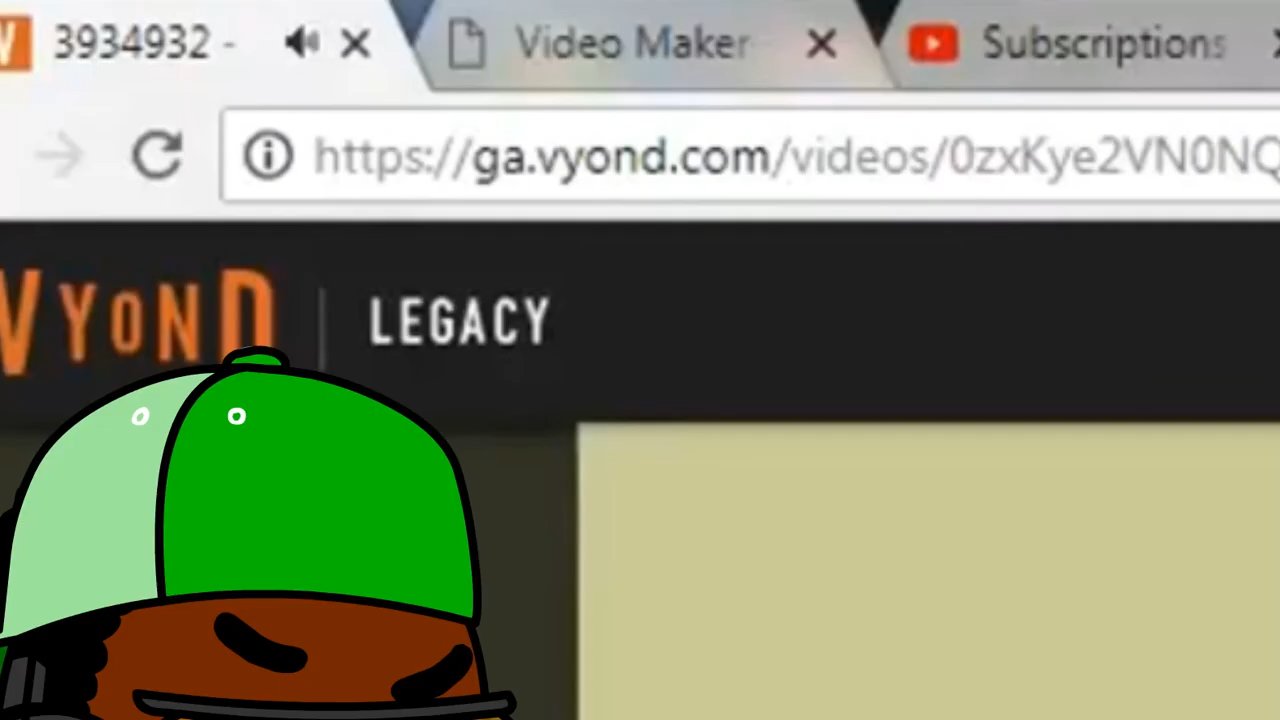 3934932 -
Video Maker
Subscriptions
https://ga.vyond.com/videos/0zxKye2VN0NQ
VYOND | LEGACY